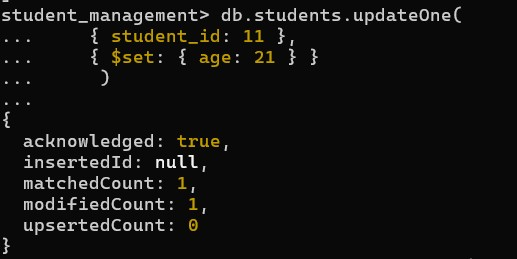 student_management> db.students.updateOne(
...     { student_id: 11 },
...     { $set: { age: 21 } }
...      )
...
{
  acknowledged: true,
  insertedId: null,
  matchedCount: 1,
  modifiedCount: 1,
  upsertedCount: 0
}